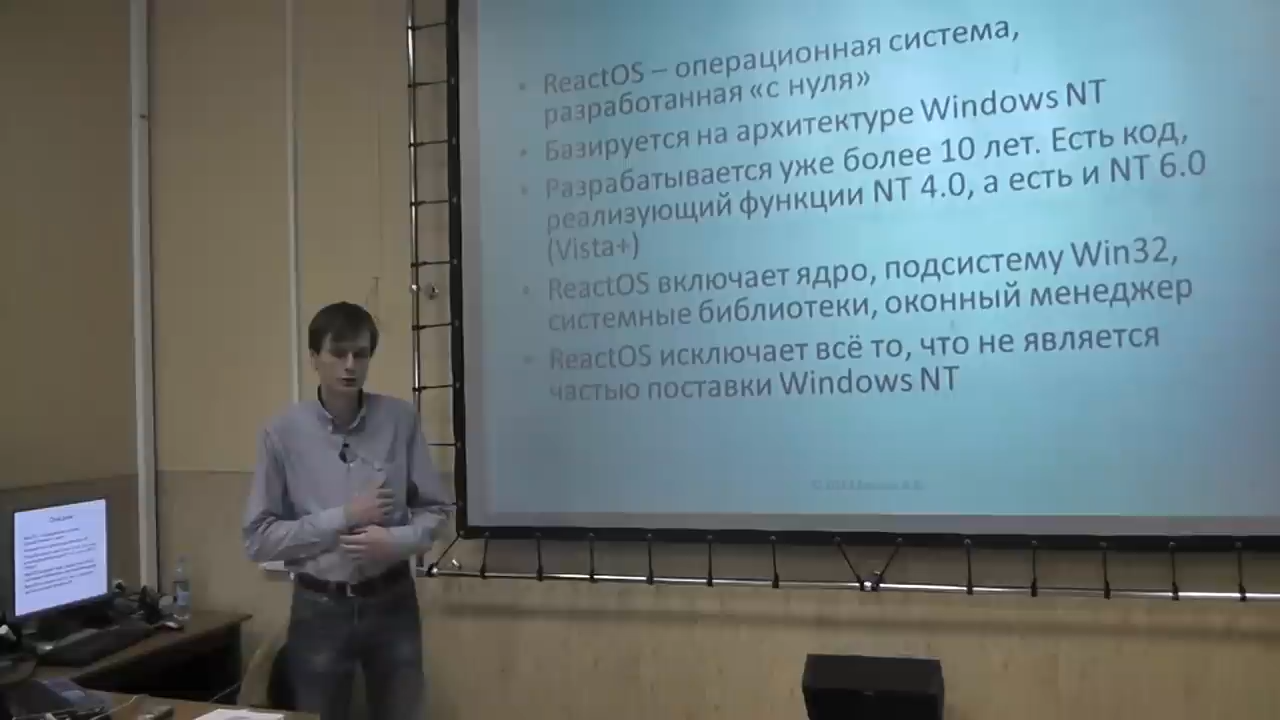 ReactOS – операционная система,
разработанная «с нуля»
Базируется на архитектуре Windows NT
Разрабатывается уже более 10 лет. Есть код,
реализующий функции NT 4.0, а есть и NT 6.0
(Vista+)
ReactOS включает ядро, подсистему Win32,
системные библиотеки, оконный менеджер
ReactOS исключает всё то, что не является
частью поставки Windows NT